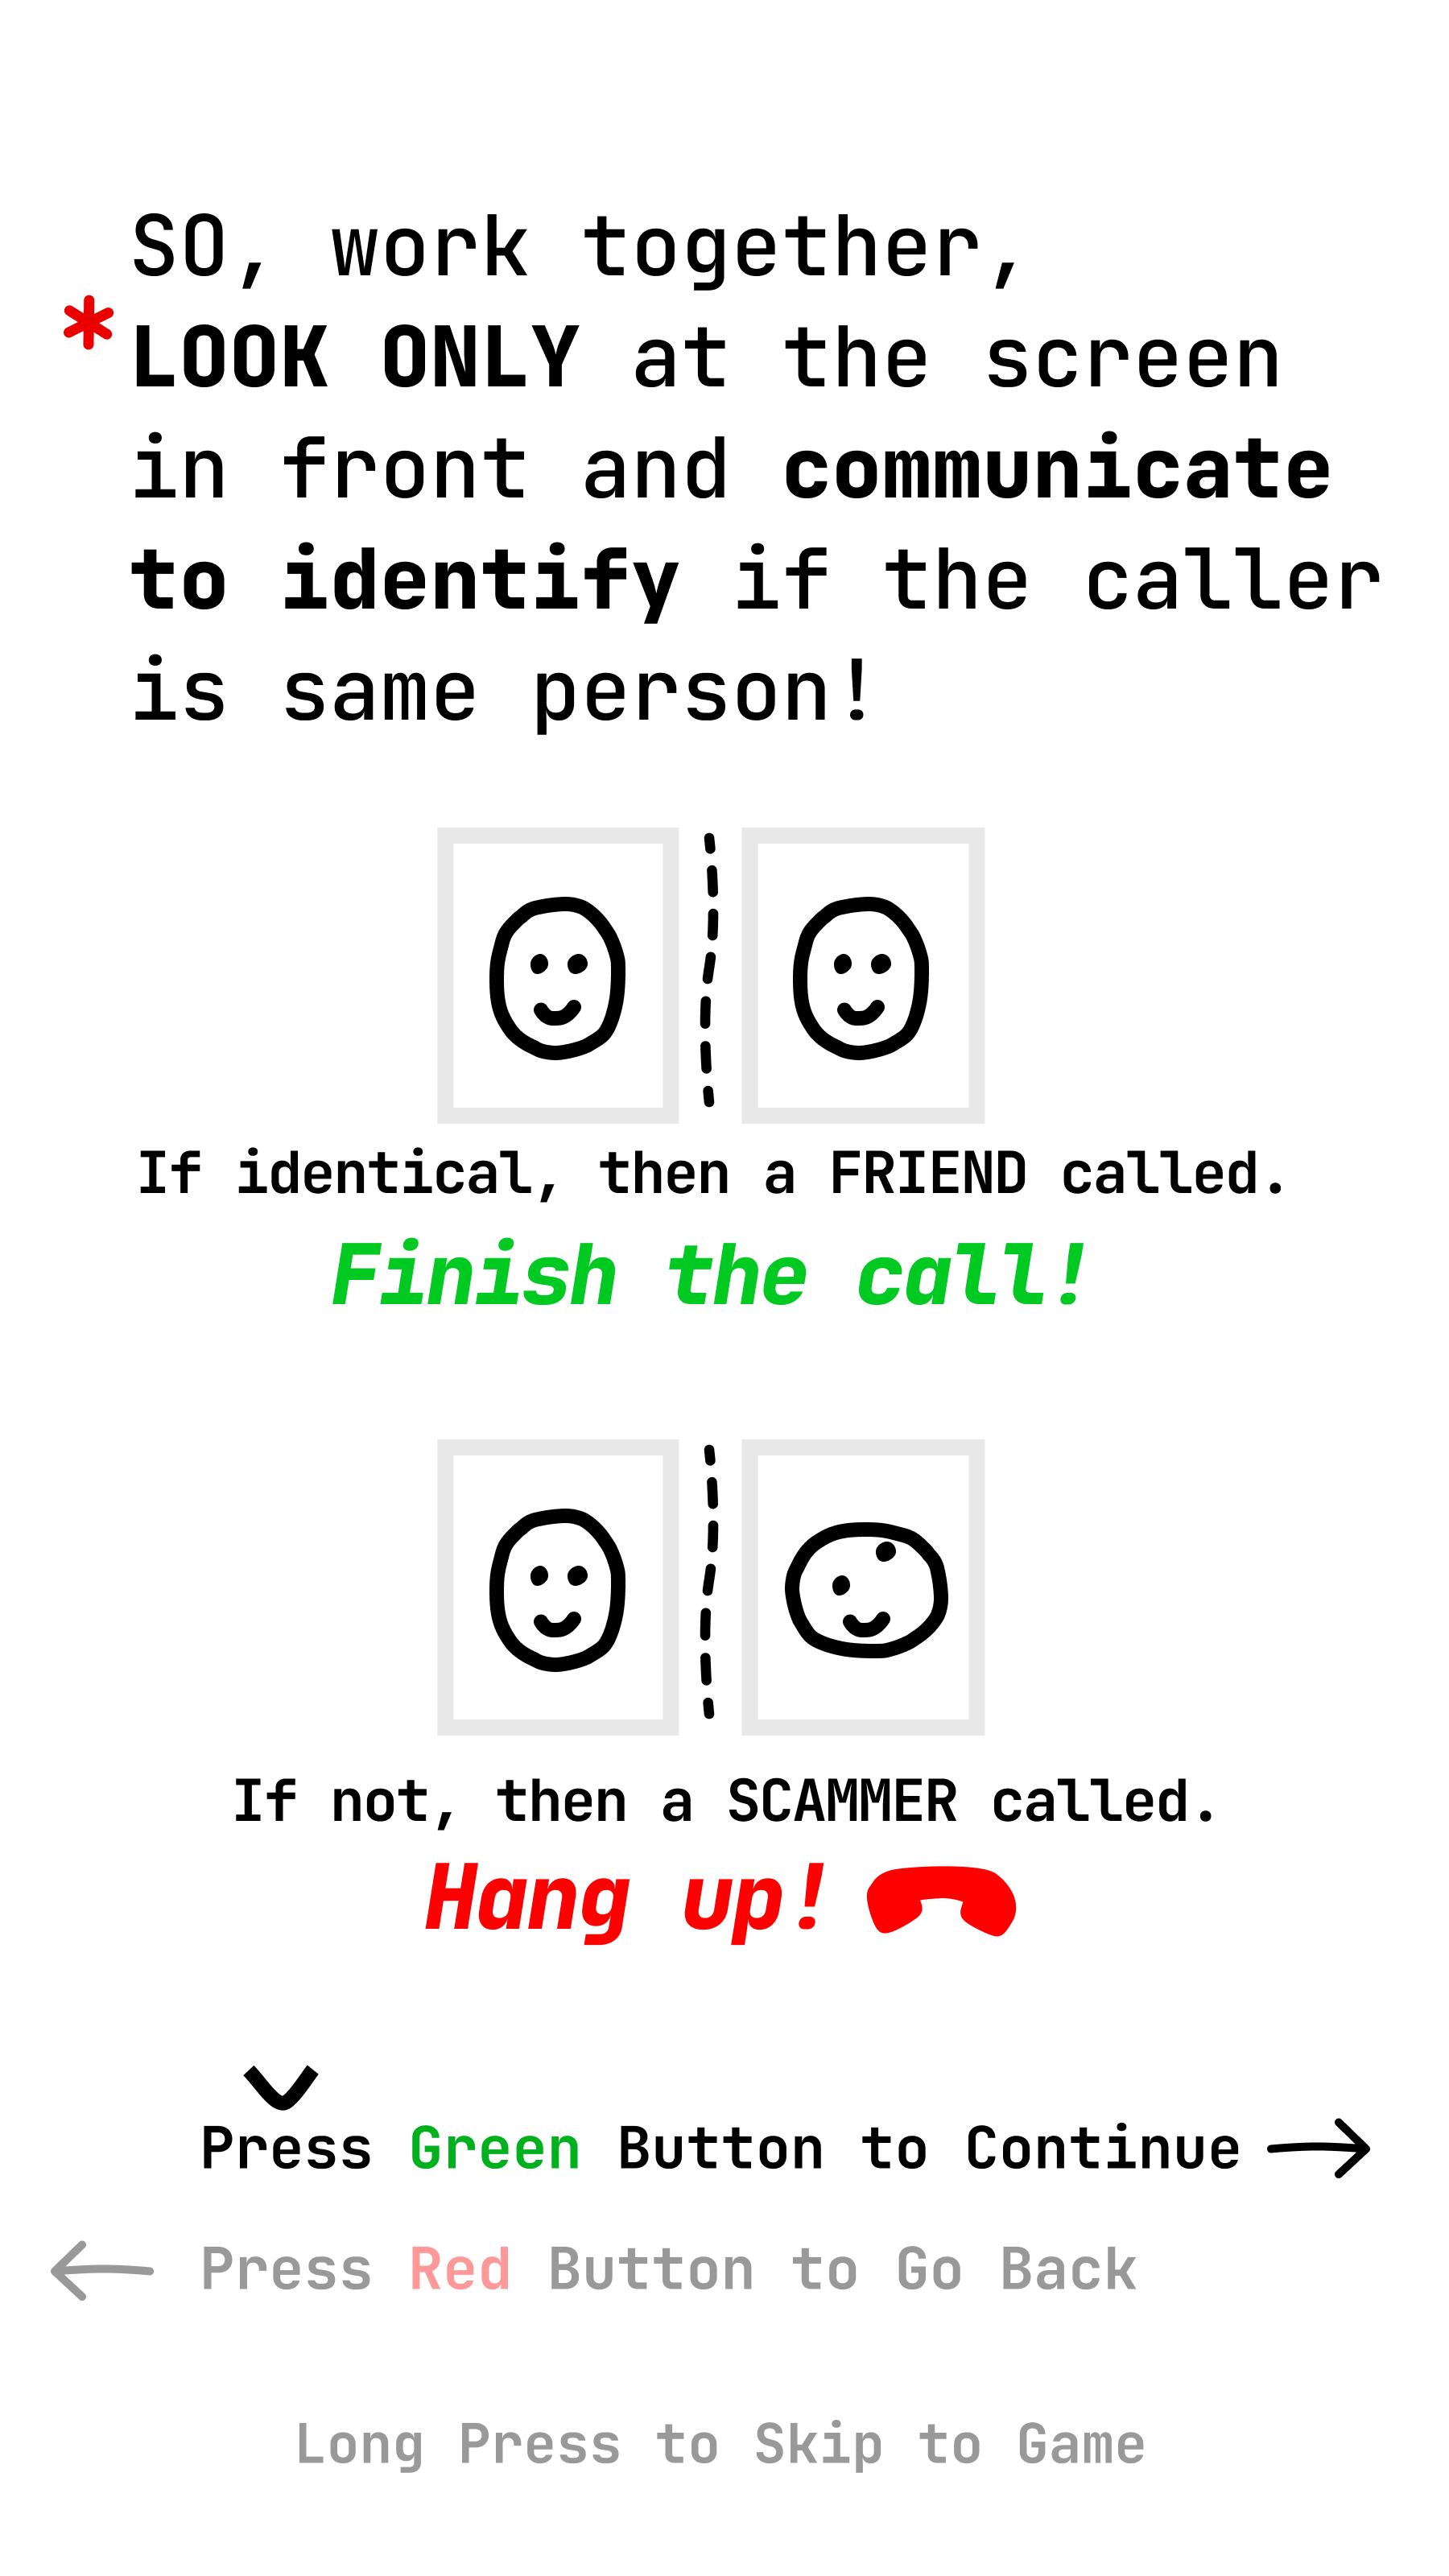 SO, work together,
*LOOK ONLY at the screen
in front and communicate
to identify if the caller
is same person!
If identical, then a FRIEND called.
Finish the call!
If not, then a SCAMMER called.
Hang up!
Press Green Button to Continue
Press Red Button to Go Back
Long Press to Skip to Game